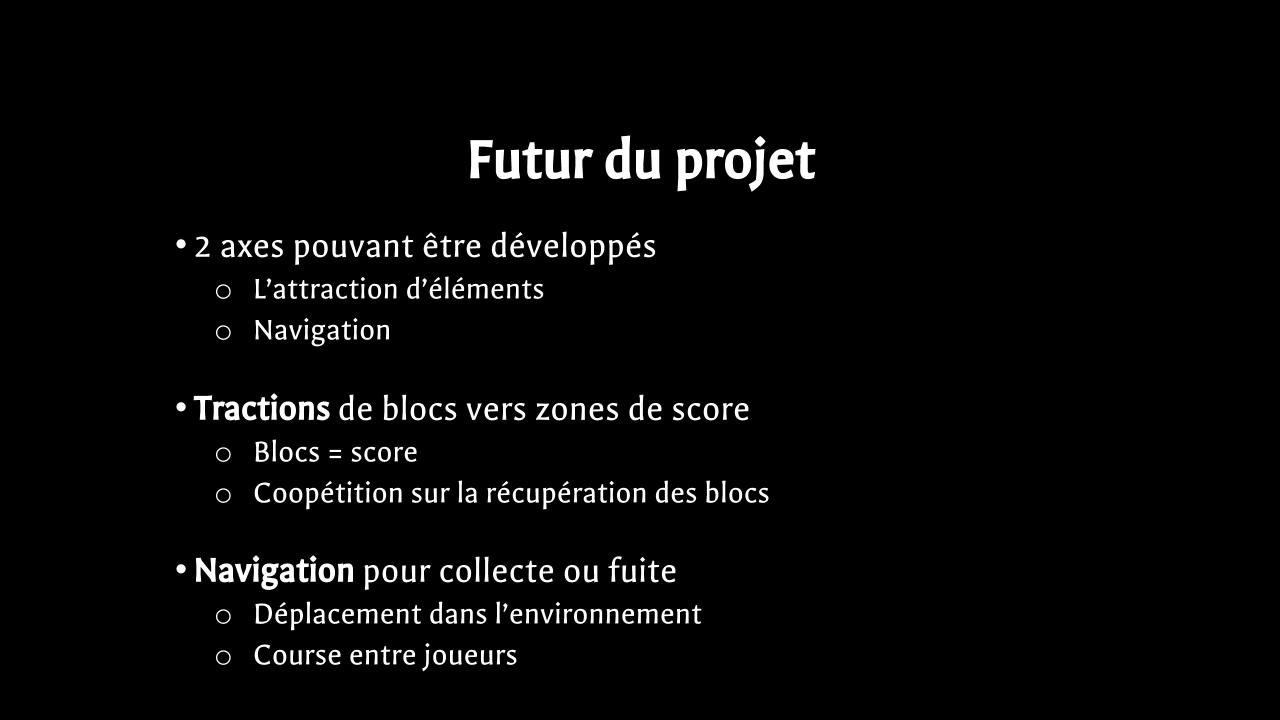 Futur du projet
• 2 axes pouvant être développés
o L’attraction d’éléments
o Navigation
• Tractions de blocs vers zones de score
o Blocs = score
o Coopétition sur la récupération des blocs
• Navigation pour collecte ou fuite
o Déplacement dans l’environnement
o Course entre joueurs